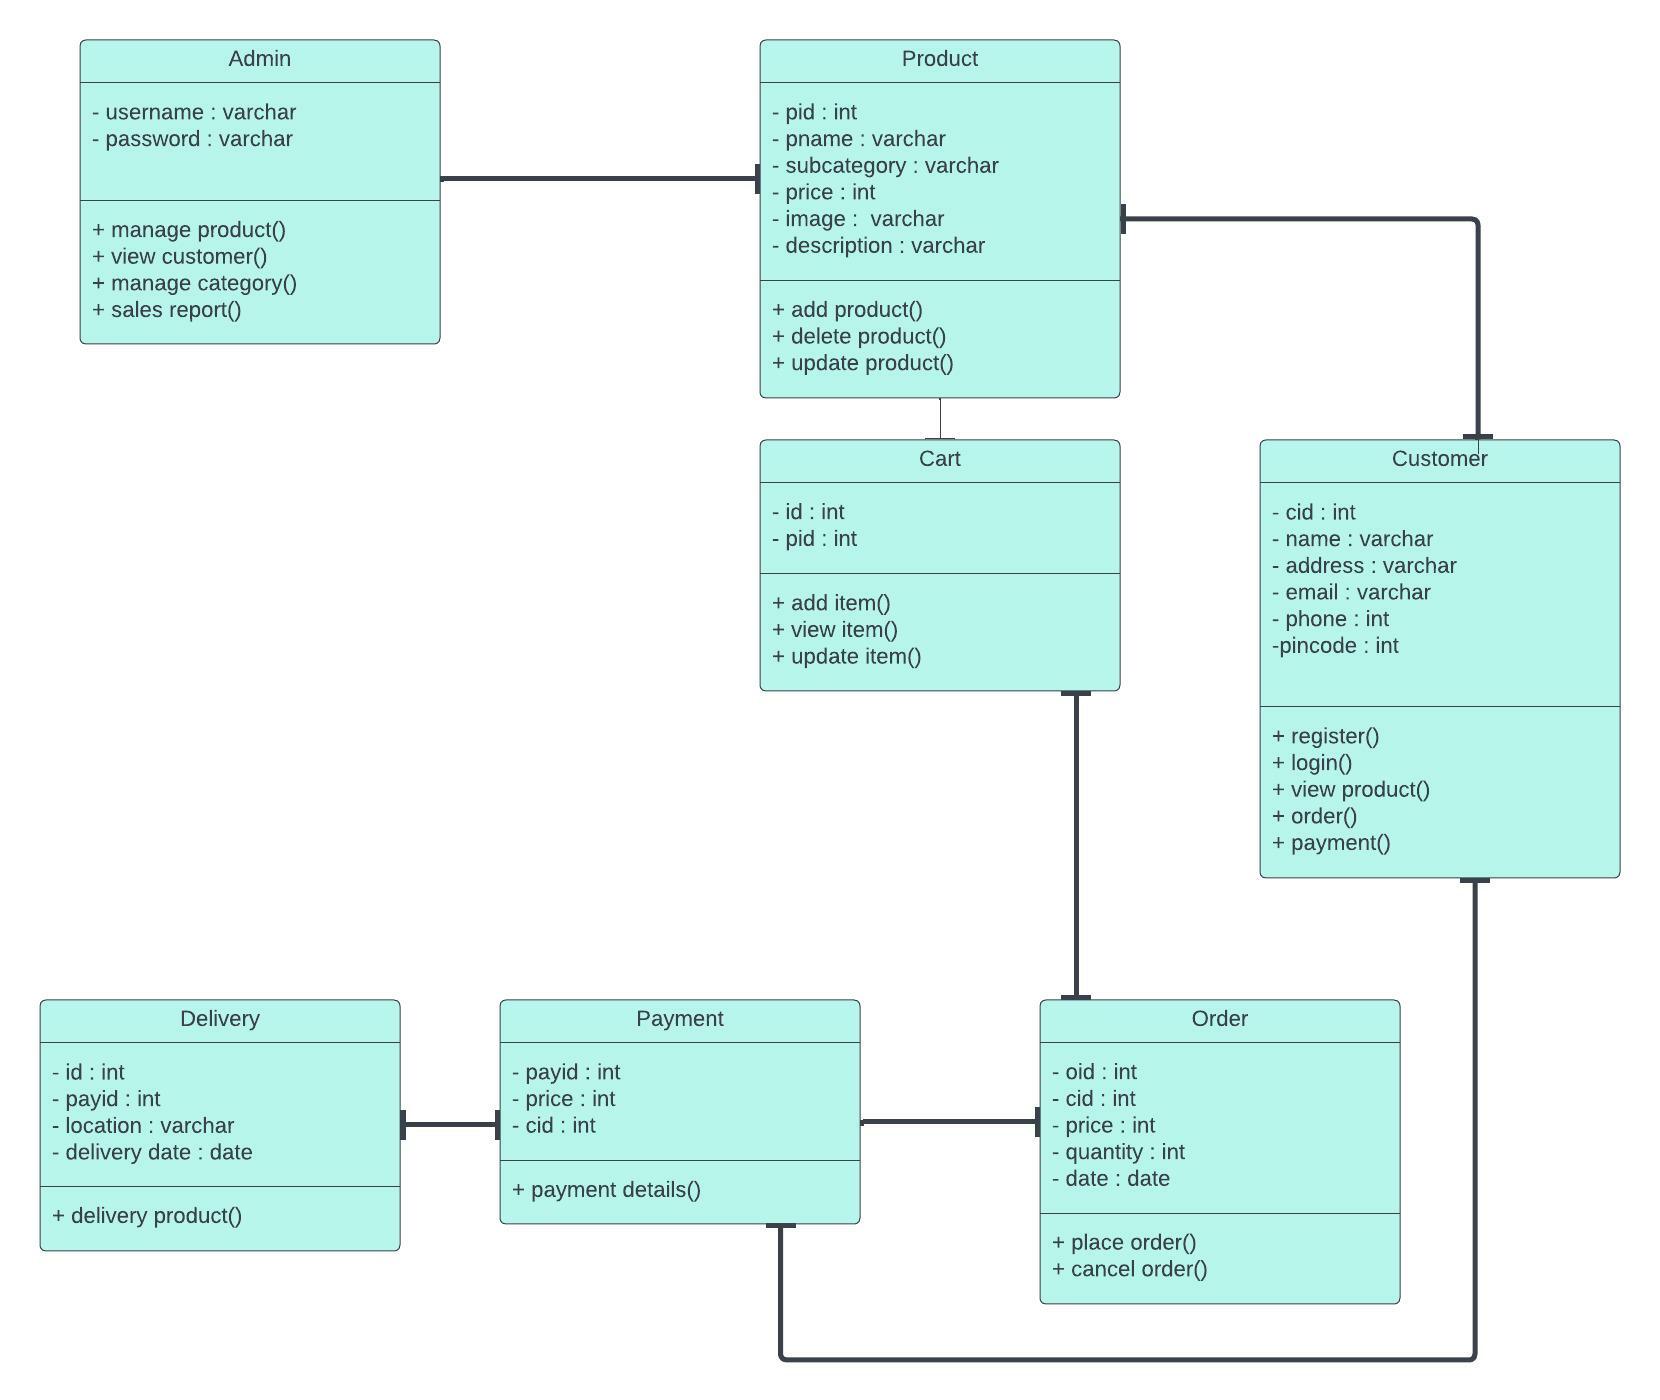 Admin
- username : varchar
- password : varchar
+ manage product()
+ view customer()
+ manage category()
+ sales report()
Product
- pid : int
- pname : varchar
- subcategory : varchar
- price : int
- image :  varchar
- description : varchar
+ add product()
+ delete product()
+ update product()
Cart
- id : int
- pid : int
+ add item()
+ view item()
+ update item()
Customer
- cid : int
- name : varchar
- address : varchar
- email : varchar
- phone : int
-pincode : int
+ register()
+ login()
+ view product()
+ order()
+ payment()
Delivery
- id : int
- payid : int
- location : varchar
- delivery date : date
+ delivery product()
Payment
- payid : int
- price : int
- cid : int
+ payment details()
Order
- oid : int
- cid : int
- price : int
- quantity : int
- date : date
+ place order()
+ cancel order()